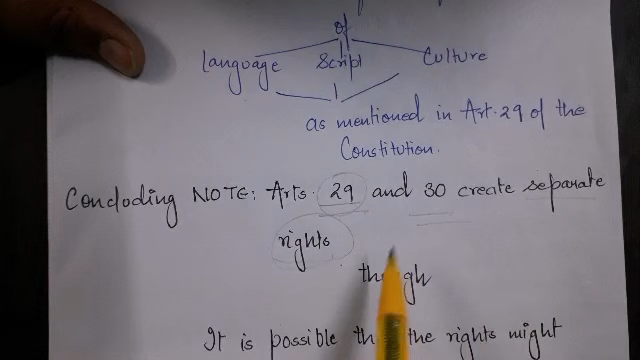 of
Language Script Culture
as mentioned in Art. 29 of the
Constitution.
Concluding NOTE: Arts. 29 and 30 create separate
rights
though
It is possible the rights might